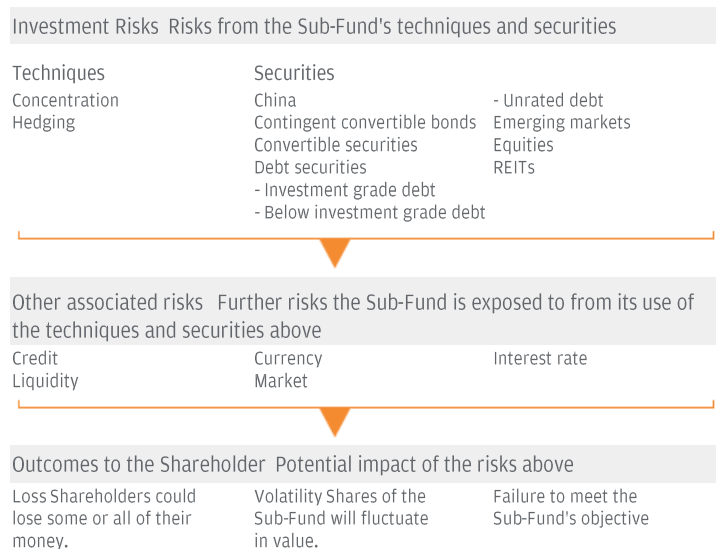 Investment Risks Risks from the Sub-Fund's techniques and securities
Techniques
Concentration
Hedging
Securities
China
Contingent convertible bonds
Convertible securities
Debt securities
- Investment grade debt
- Below investment grade debt
- Unrated debt
Emerging markets
Equities
REITs
Other associated risks Further risks the Sub-Fund is exposed to from its use of
the techniques and securities above
Credit
Liquidity
Currency
Market
Interest rate
Outcomes to the Shareholder Potential impact of the risks above
Loss Shareholders could
lose some or all of their
money.
Volatility Shares of the
Sub-Fund will fluctuate
in value.
Failure to meet the
Sub-Fund's objective